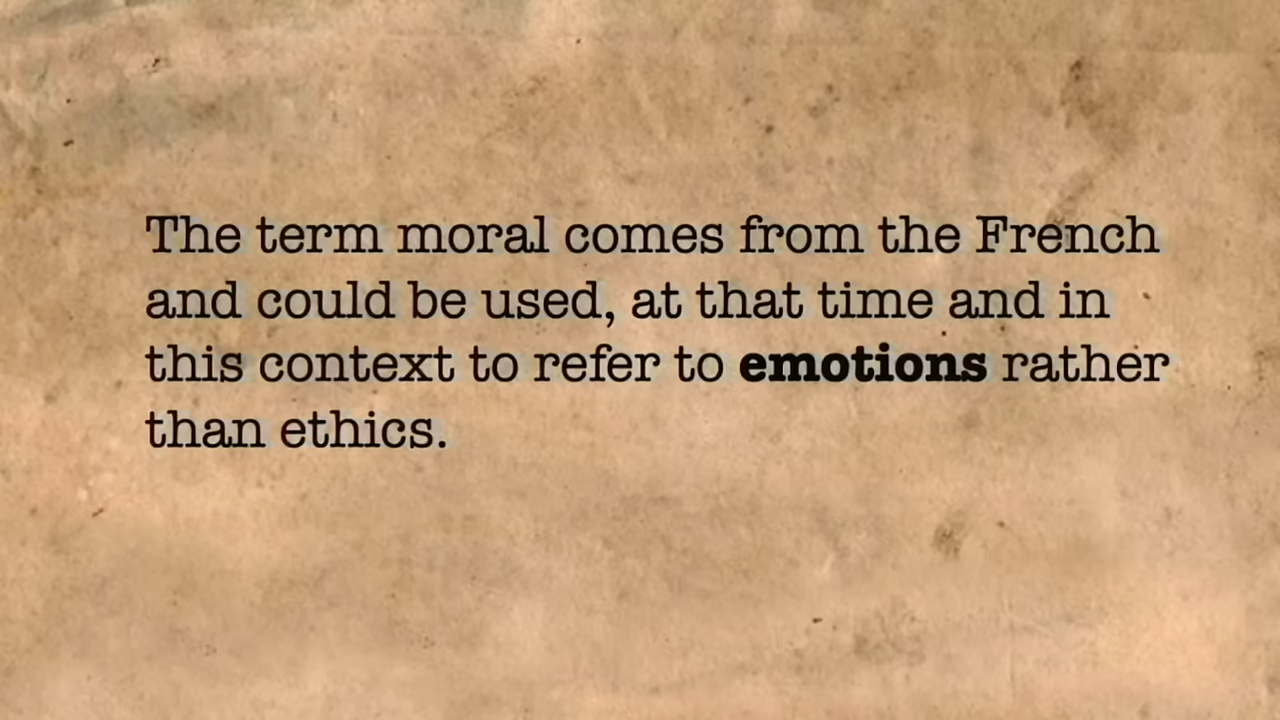 The term moral comes from the French
and could be used, at that time and in
this context to refer to emotions rather
than ethics.